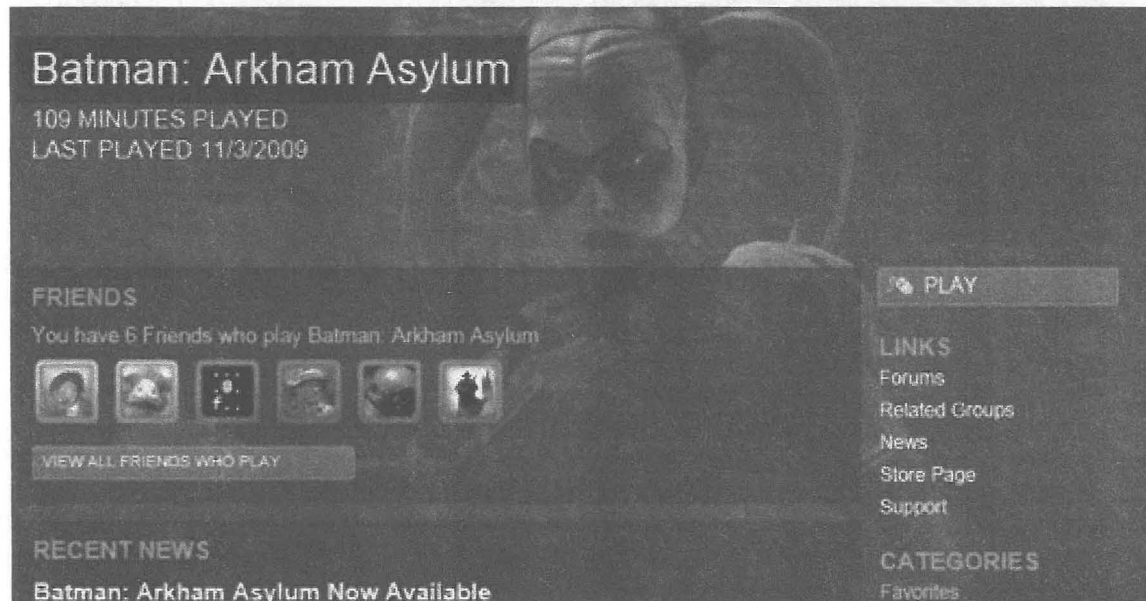 Batman: Arkham Asylum
109 MINUTES PLAYED
LAST PLAYED 11/3/2009
FRIENDS
You have 6 Friends who play Batman: Arkham Asylum
VIEW ALL FRIENDS WHO PLAY
RECENT NEWS
Batman: Arkham Asylum Now Available
PLAY
LINKS
Forums
Related Groups
News
Store Page
Support
CATEGORIES
Favorites